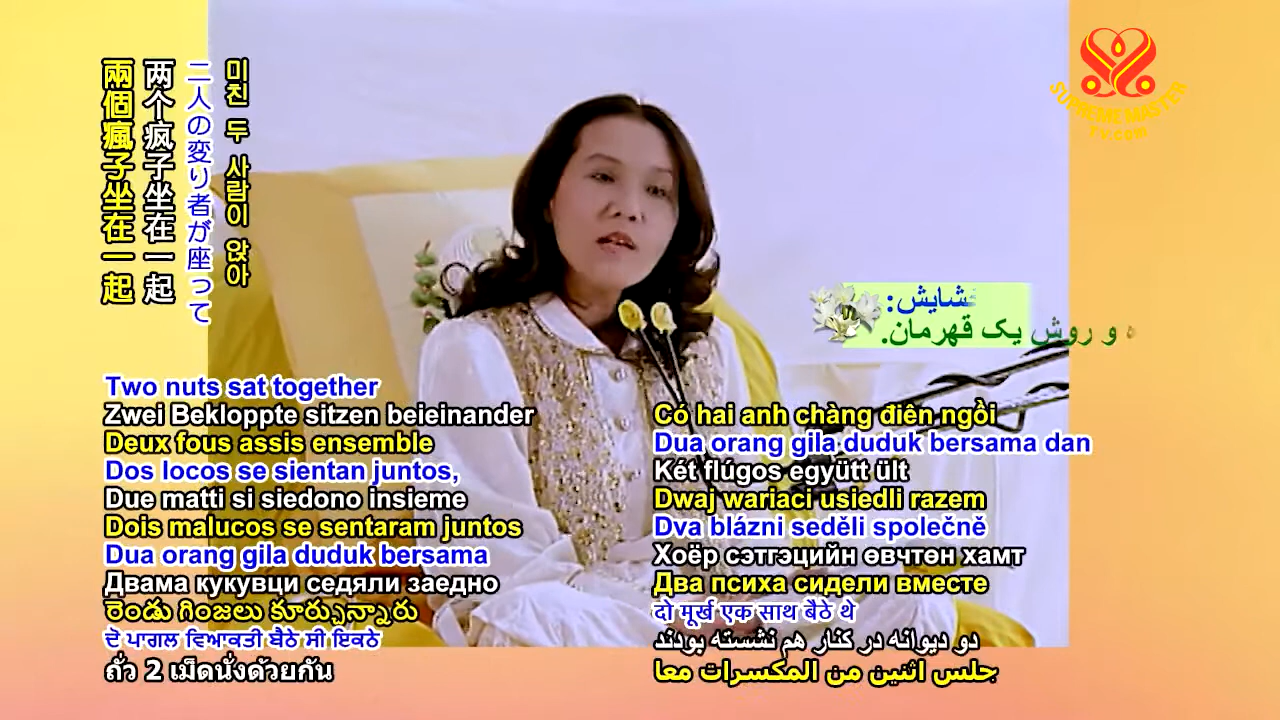 兩個瘋子坐在一起
两个疯子坐在一起
二人の変り者が座って
미친 두 사람이 앉아
SUPREME MASTER
TV.com
و روش یک قهرمان.
Two nuts sat together
Zwei Bekloppte sitzen beieinander
Deux fous assis ensemble
Dos locos se sientan juntos,
Due matti si siedono insieme
Dois malucos se sentaram juntos
Dua orang gila duduk bersama
Двама кукувци седяли заедно
రెండు గింజలు కూర్చున్నారు
ਦੋ ਪਾਗਲ ਵਿਆਕਤੀ ਬੈਠੇ ਸੀ ਇਕਠੇ
ถั่ว 2 เม็ดนั่งด้วยกัน
Có hai anh chàng điên ngồi
Dua orang gila duduk bersama dan
Két flúgos együtt ült
Dwaj wariaci usiedli razem
Dva blázni seděli společně
Хоёр сэтгэцийн өвчтөн хамт
Два психа сидели вместе
दो मूर्ख एक साथ बैठे थे
دو دیوانه در کنار هم نشسته بودند
جلس اثنين من المكسرات معا